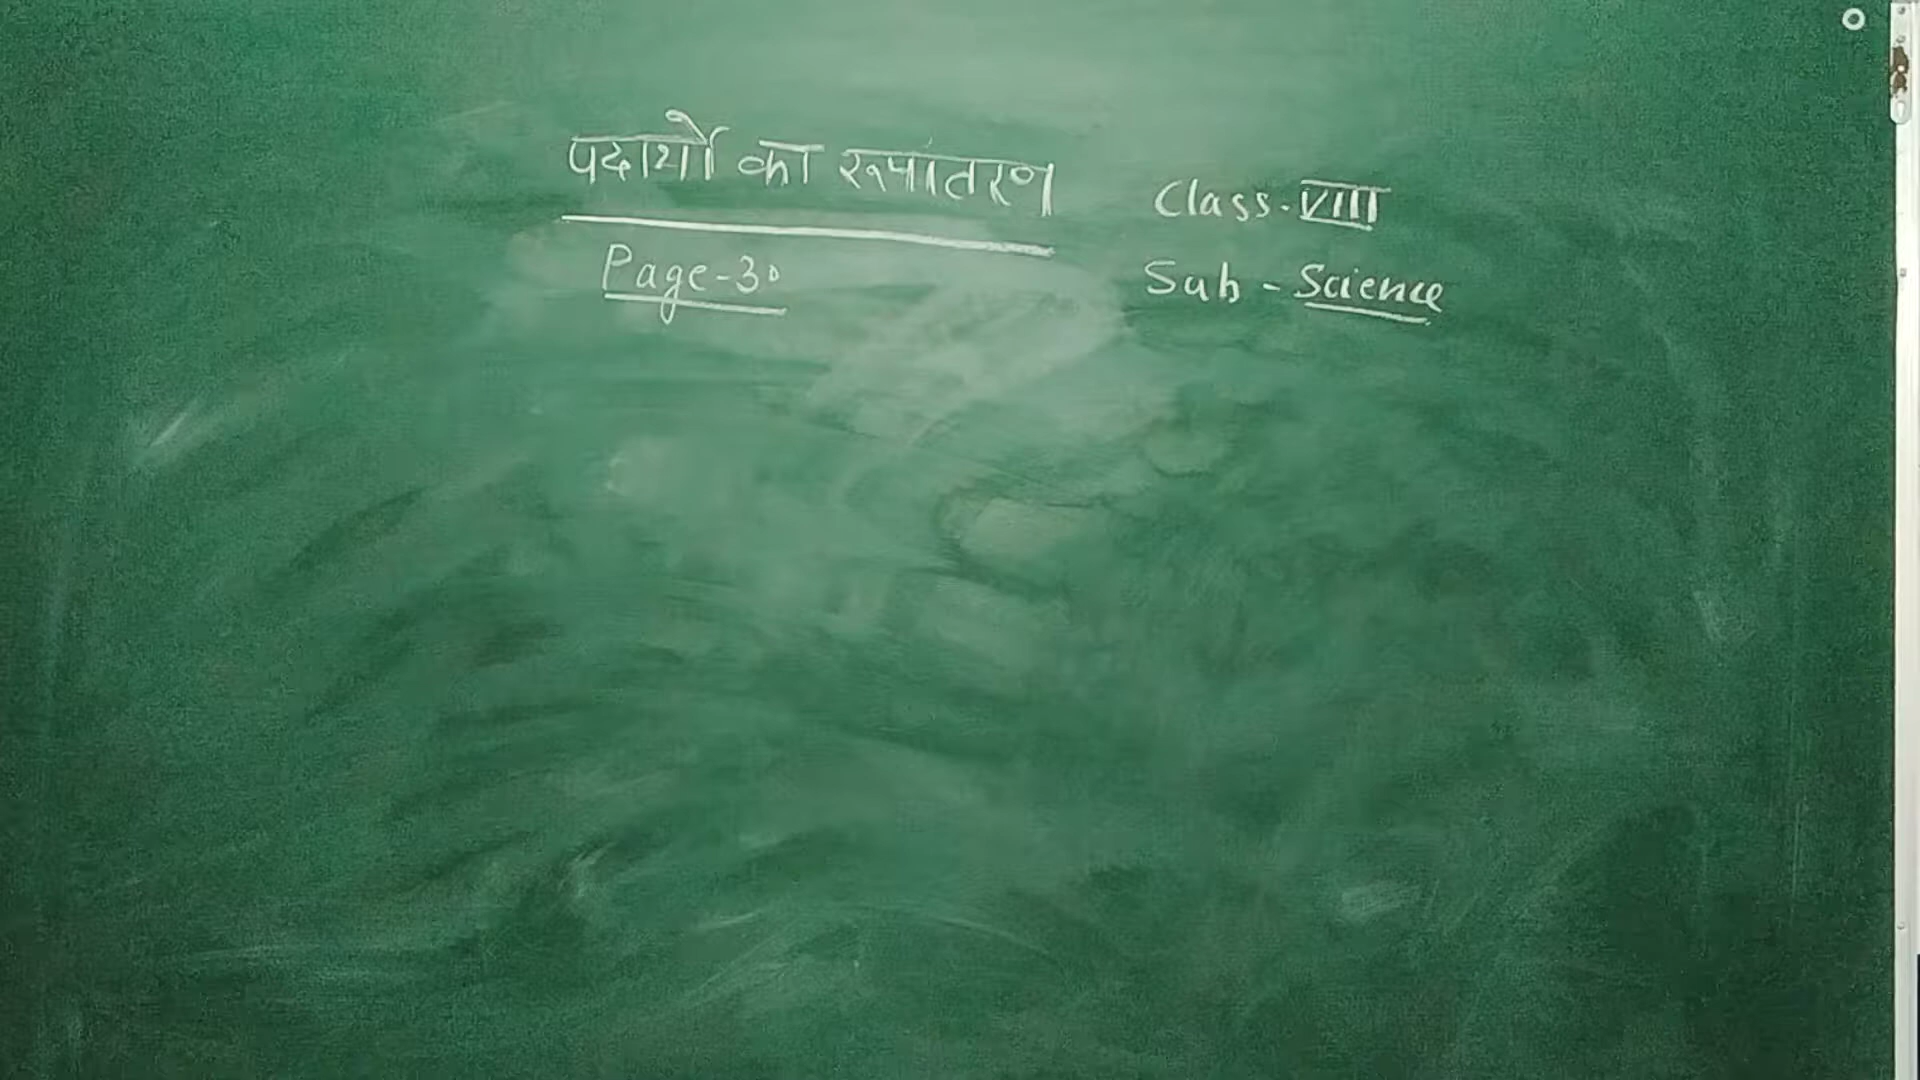 पदार्थों का रूपांतरण
Page-30
Class-VIII
Sub - Science